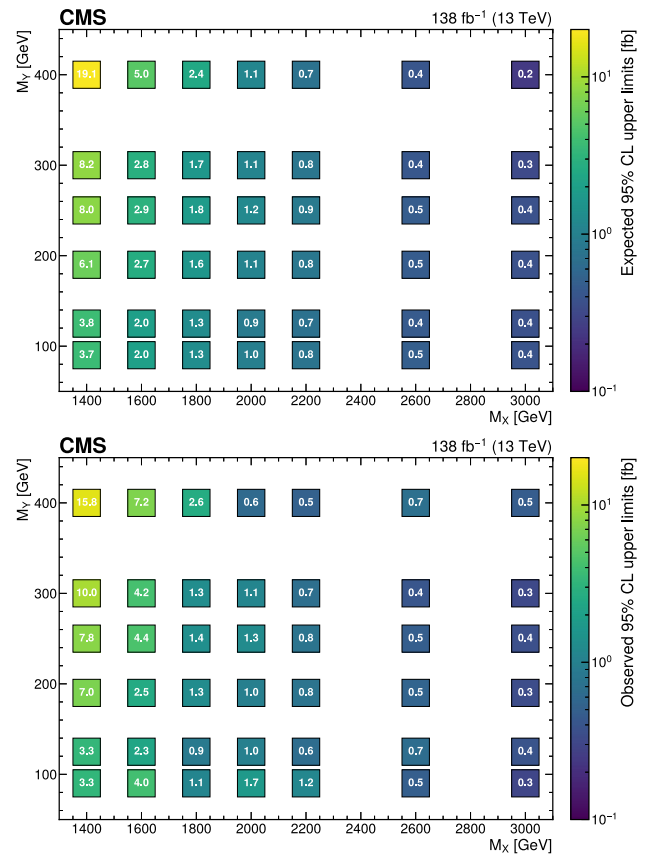 CMS 138 fb⁻¹ (13 TeV)
M_Y [GeV]
400 19.1 5.0 2.4 1.1 0.7 0.4 0.2
300 8.2 2.8 1.7 1.1 0.8 0.4 0.3
8.0 2.9 1.8 1.2 0.9 0.5 0.4
200 6.1 2.7 1.6 1.1 0.8 0.5 0.4
3.8 2.0 1.3 0.9 0.7 0.4 0.4
100 3.7 2.0 1.3 1.0 0.8 0.5 0.4
1400 1600 1800 2000 2200 2400 2600 2800 3000
M_X [GeV]
10¹
10⁰
10⁻¹
Expected 95% CL upper limits [fb]
CMS 138 fb⁻¹ (13 TeV)
M_Y [GeV]
400 15.8 7.2 2.6 0.6 0.5 0.7 0.5
300 10.0 4.2 1.3 1.1 0.7 0.4 0.3
7.8 4.4 1.4 1.3 0.8 0.5 0.4
200 7.0 2.5 1.3 1.0 0.8 0.5 0.3
3.3 2.3 0.9 1.0 0.6 0.7 0.4
100 3.3 4.0 1.1 1.7 1.2 0.5 0.3
1400 1600 1800 2000 2200 2400 2600 2800 3000
M_X [GeV]
10¹
10⁰
10⁻¹
Observed 95% CL upper limits [fb]